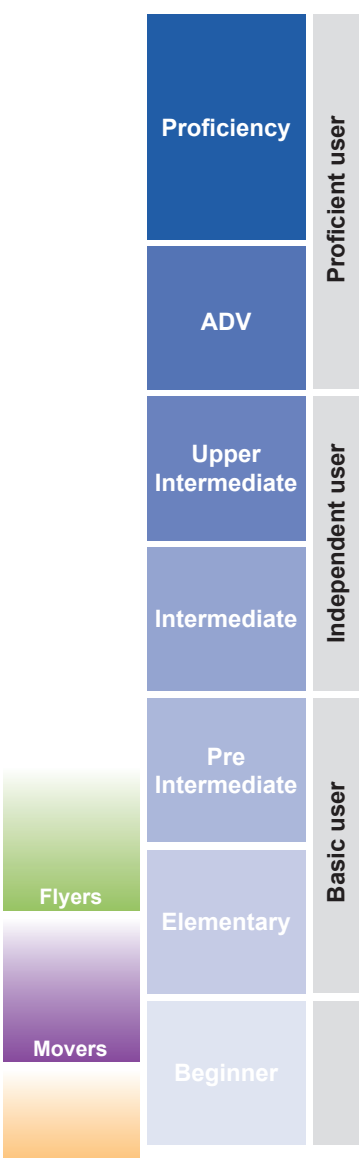 Proficiency
Proficient user
ADV
Upper
Intermediate
Independent user
Intermediate
Pre
Intermediate
Basic user
Flyers
Elementary
Movers
Beginner